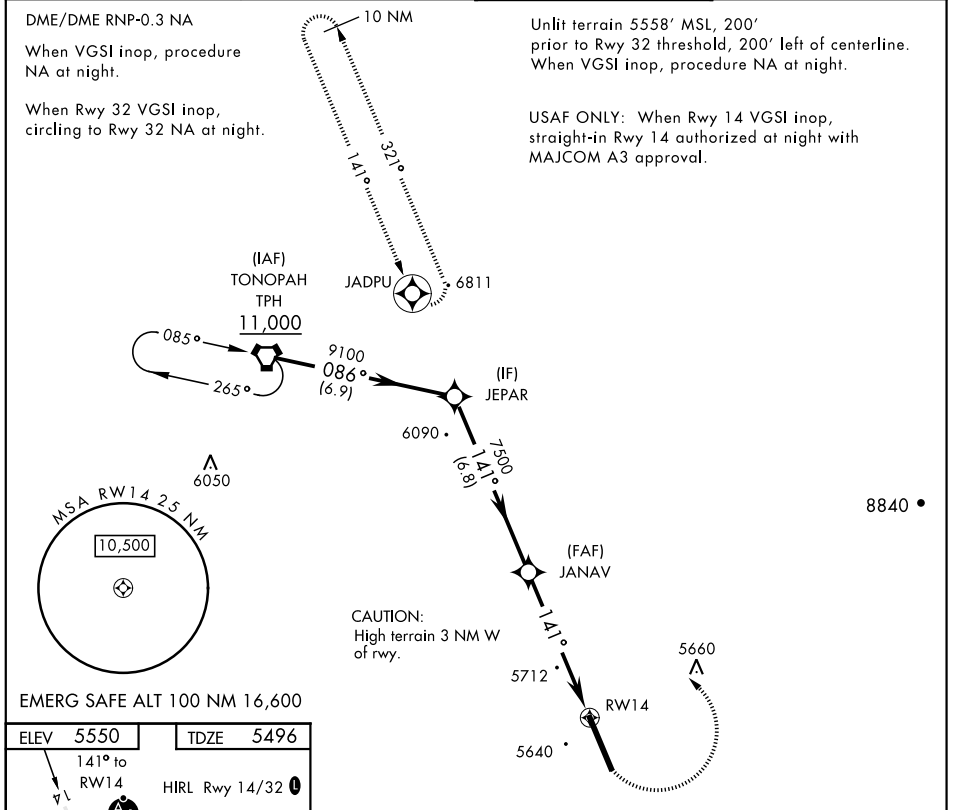 DME/DME RNP-0.3 NA
When VGSI inop, procedure
NA at night.
When Rwy 32 VGSI inop,
circling to Rwy 32 NA at night.
10 NM
Unlit terrain 5558' MSL, 200'
prior to Rwy 32 threshold, 200' left of centerline.
When VGSI inop, procedure NA at night.
USAF ONLY: When Rwy 14 VGSI inop,
straight-in Rwy 14 authorized at night with
MAJCOM A3 approval.
141°
321°
(IAF)
TONOPAH
TPH
11,000
JADPU
6811
085°
265°
9100
086°
(6.9)
(IF)
JEPAR
6090
7500
141°
(6.8)
6050
MSA RW14 25 NM
10,500
8840
(FAF)
JANAV
CAUTION:
High terrain 3 NM W
of rwy.
141°
5712
5660
RW14
5640
EMERG SAFE ALT 100 NM 16,600
ELEV 5550
TDZE 5496
141° to
RW14
HIRL Rwy 14/32 L
14
A